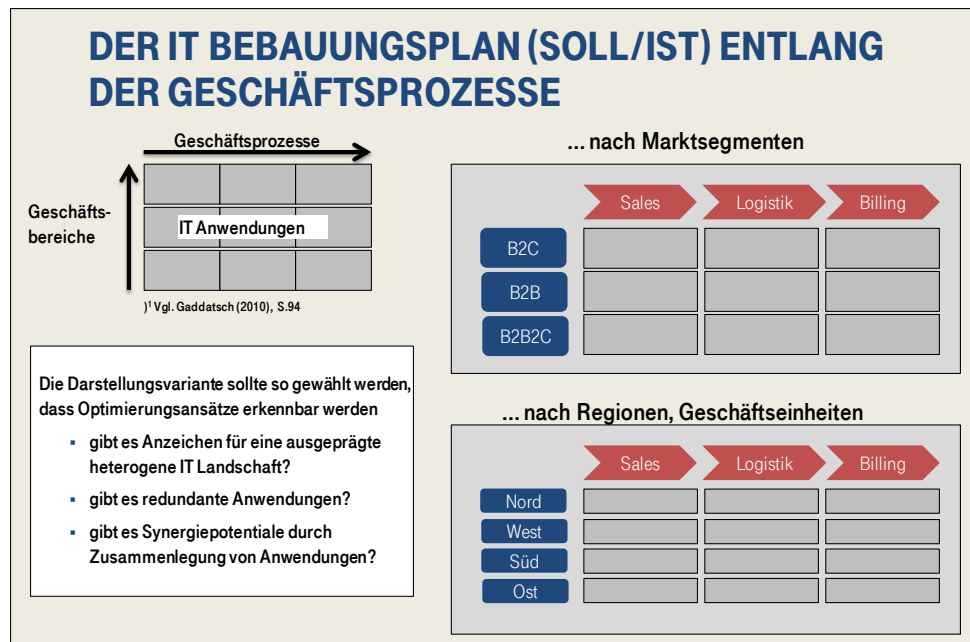 DER IT BEBAUUNGSPLAN (SOLL/IST) ENTLANG
DER GESCHÄFTSPROZESSE
Geschäftsprozesse
Geschäfts-
bereiche
IT Anwendungen
)¹ Vgl. Gaddatsch (2010), S.94
Die Darstellungsvariante sollte so gewählt werden,
dass Optimierungsansätze erkennbar werden
▪ gibt es Anzeichen für eine ausgeprägte
heterogene IT Landschaft?
▪ gibt es redundante Anwendungen?
▪ gibt es Synergiepotentiale durch
Zusammenlegung von Anwendungen?
... nach Marktsegmenten
Sales Logistik Billing
B2C
B2B
B2B2C
... nach Regionen, Geschäftseinheiten
Sales Logistik Billing
Nord
West
Süd
Ost